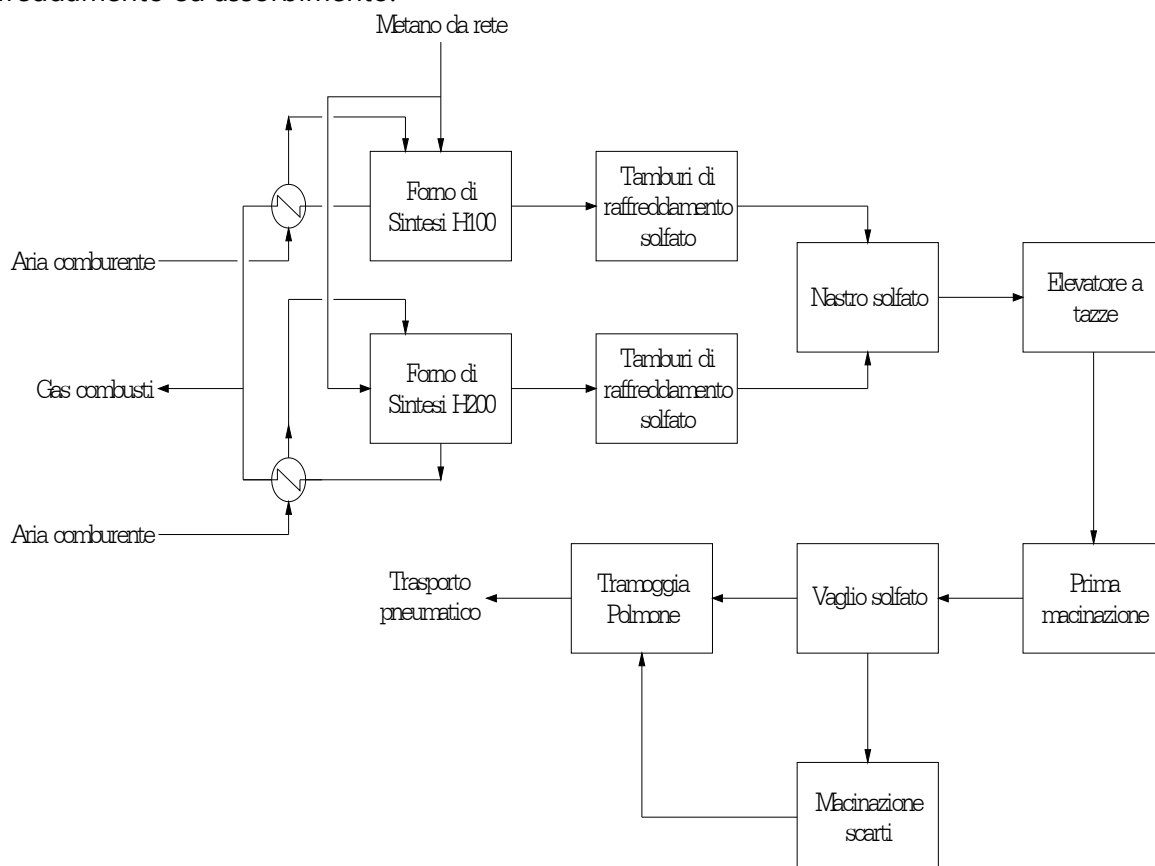 ed assorbimento.
Metano da rete
Forno di
Sintesi H100
Tamburi di
raffreddamento
solfato
Aria comburente
Nastro solfato
Elevatore a
tazze
Gas combusti
Forno di
Sintesi H200
Tamburi di
raffreddamento
solfato
Aria comburente
Trasporto
pneumatico
Tramoggia
Polmone
Vaglio solfato
Prima
macinazione
Macinazione
scarti